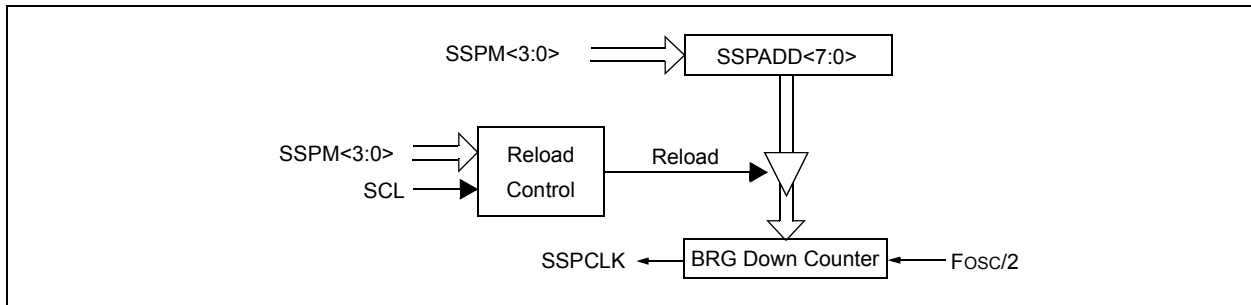 SSPM<3:0>
SSPADD<7:0>
SSPM<3:0>
SCL
Reload
Control
Reload
SSPCLK
BRG Down Counter
FOSC/2